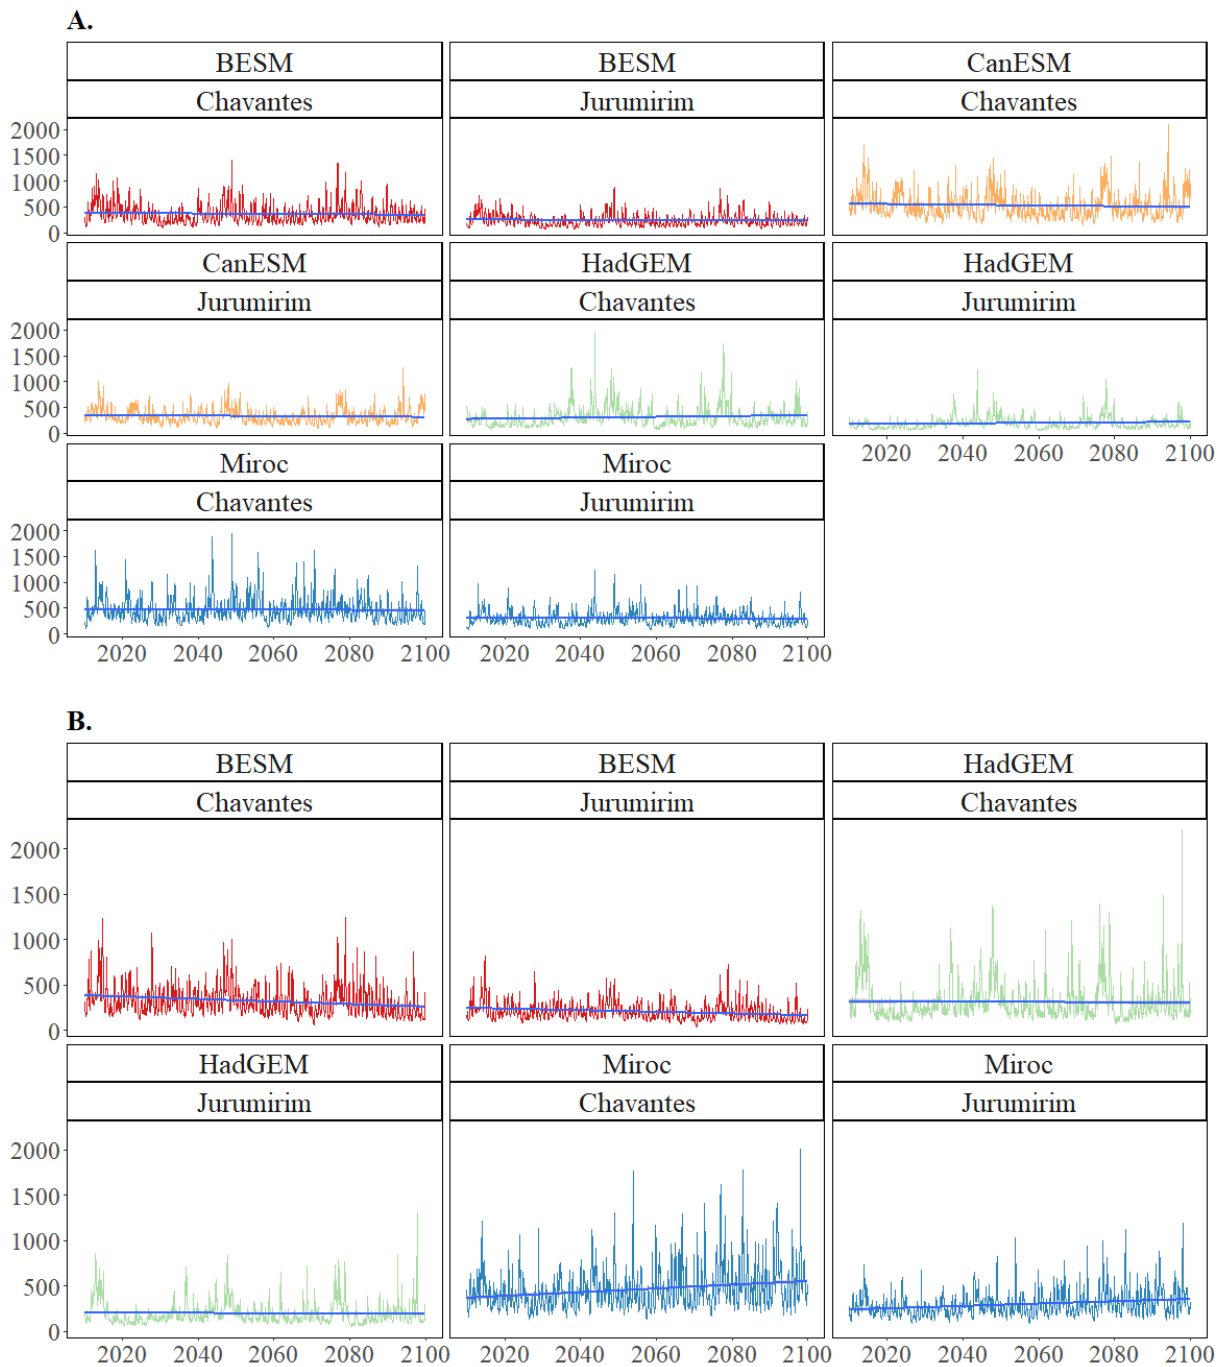 A.
BESM BESM CanESM
Chavantes Jurumirim Chavantes
2000
1500
1000
500
0
CanESM HadGEM HadGEM
Jurumirim Chavantes Jurumirim
2000
1500
1000
500
0
2020 2040 2060 2080 2100
Miroc Miroc
Chavantes Jurumirim
2000
1500
1000
500
0
2020 2040 2060 2080 2100 2020 2040 2060 2080 2100
B.
BESM BESM HadGEM
Chavantes Jurumirim Chavantes
2000
1500
1000
500
0
HadGEM Miroc Miroc
Jurumirim Chavantes Jurumirim
2000
1500
1000
500
0
2020 2040 2060 2080 2100 2020 2040 2060 2080 2100 2020 2040 2060 2080 2100